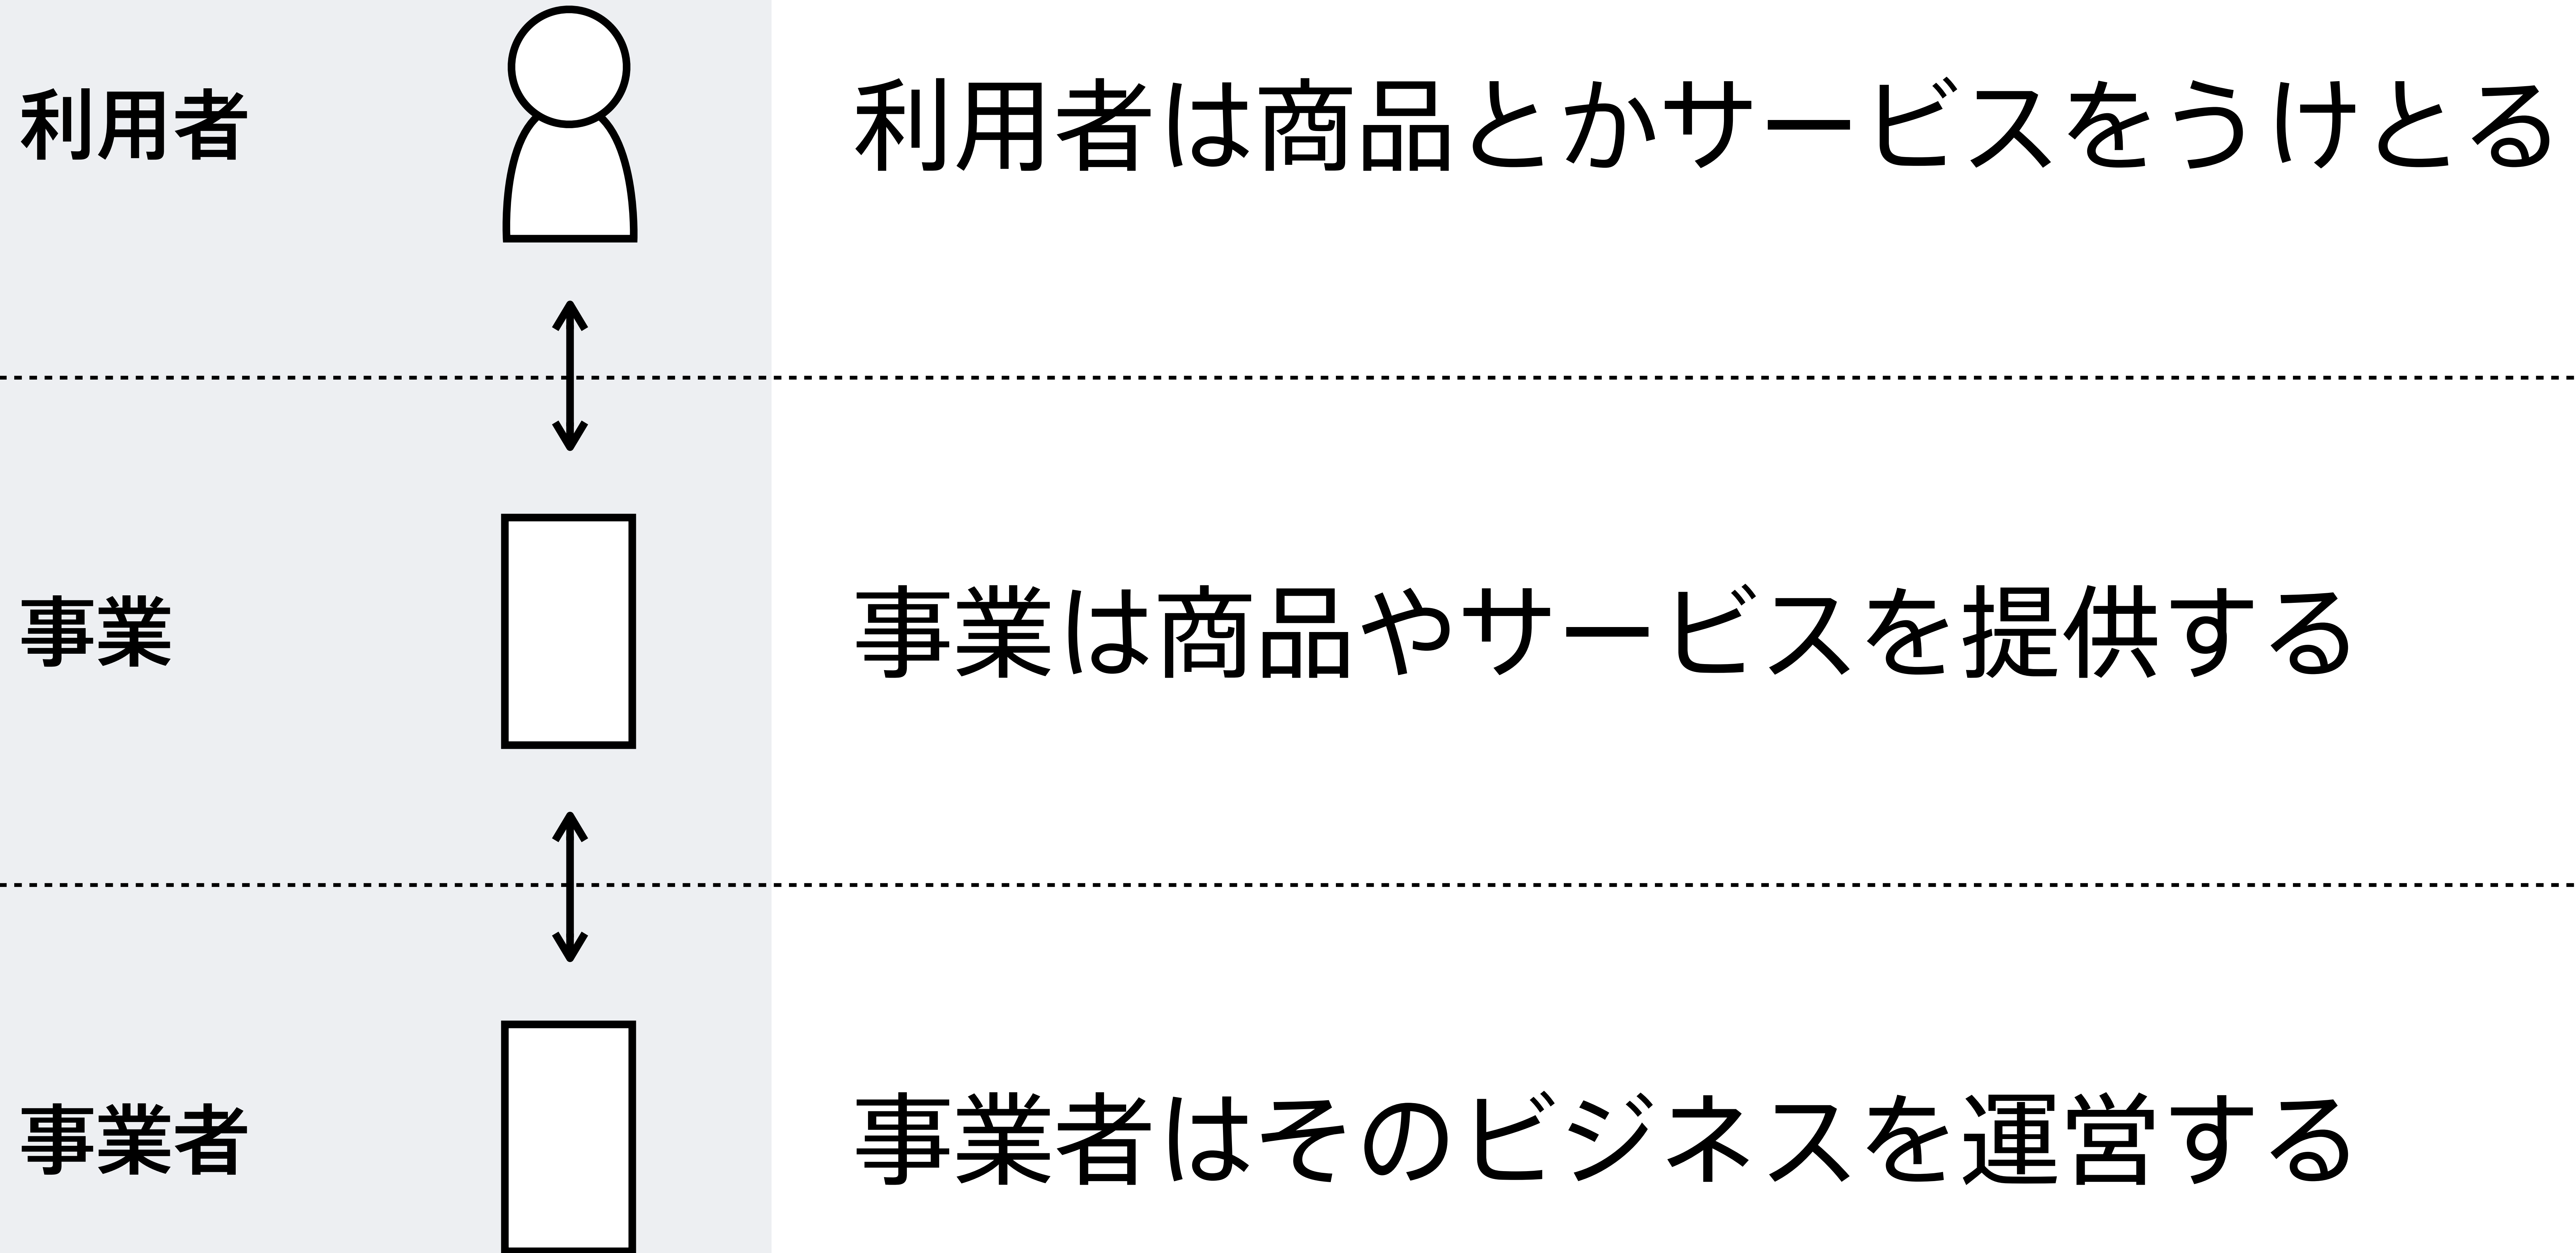 利用者
利用者は商品とかサービスをうけとる
事業
事業は商品やサービスを提供する
事業者
事業者はそのビジネスを運営する